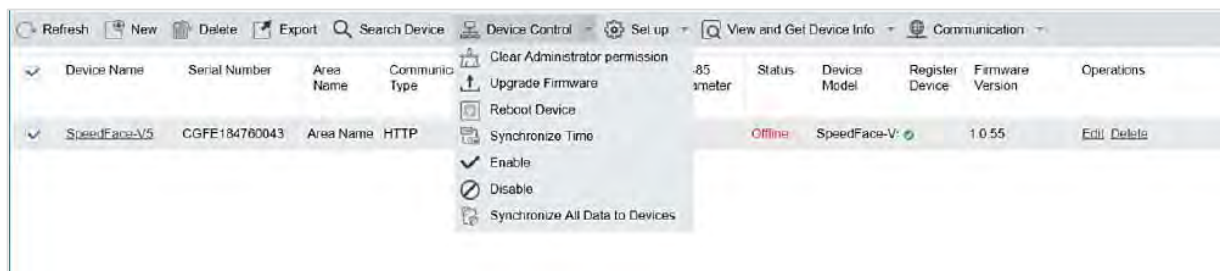 Refresh New Delete Export Search Device Device Control Set up View and Get Device Info Communication
Device Name Serial Number Area Name Communic Type -85 ameter Status Device Model Register Device Firmware Version Operations
Clear Administrator permission
Upgrade Firmware
Reboot Device
SpeedFace-V5 CGFE184760043 Area Name HTTP Offline SpeedFace-V: 1.0.55 Edit Delete
Synchronize Time
Enable
Disable
Synchronize All Data to Devices